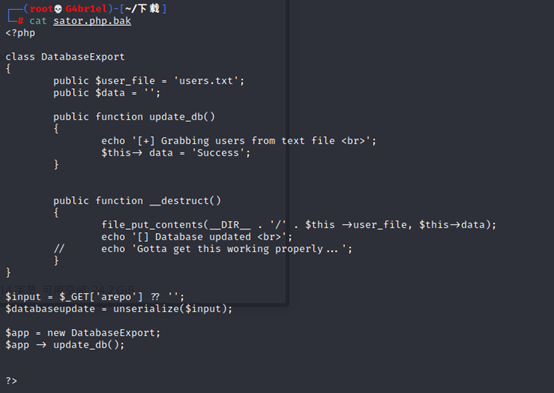 ┌──(root💀G4br1el)-[~/下载]
└─# cat sator.php.bak
<?php

class DatabaseExport
{
        public $user_file = 'users.txt';
        public $data = '';

        public function update_db()
        {
                echo '[+] Grabbing users from text file <br>';
                $this-> data = 'Success';
        }


        public function __destruct()
        {
                file_put_contents(__DIR__ . '/' . $this ->user_file, $this->data);
                echo '[] Database updated <br>';
        //      echo 'Gotta get this working properly...';
        }
}

$input = $_GET['arepo'] ?? '';
$databaseupdate = unserialize($input);

$app = new DatabaseExport;
$app -> update_db();


?>